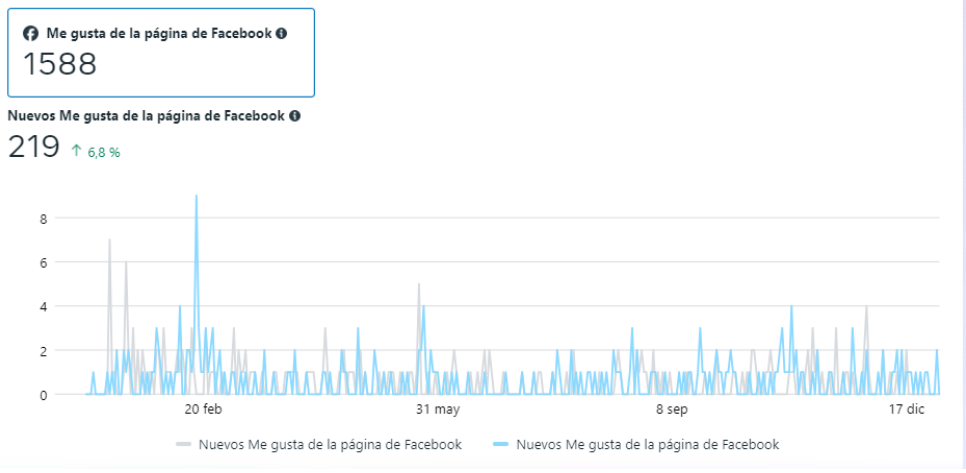 Me gusta de la página de Facebook
1588
Nuevos Me gusta de la página de Facebook
219 ↑ 6,8 %
8
6
4
2
0
20 feb 31 may 8 sep 17 dic
Nuevos Me gusta de la página de Facebook Nuevos Me gusta de la página de Facebook